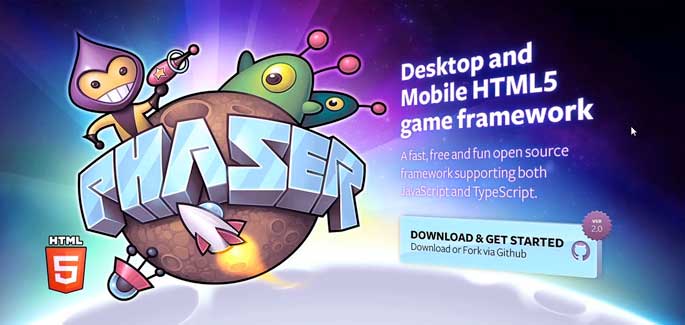 PHASER
HTML
5
Desktop and
Mobile HTML5
game framework
A fast, free and fun open source
framework supporting both
JavaScript and TypeScript.
DOWNLOAD & GET STARTED
Download or Fork via Github
VER
2.0